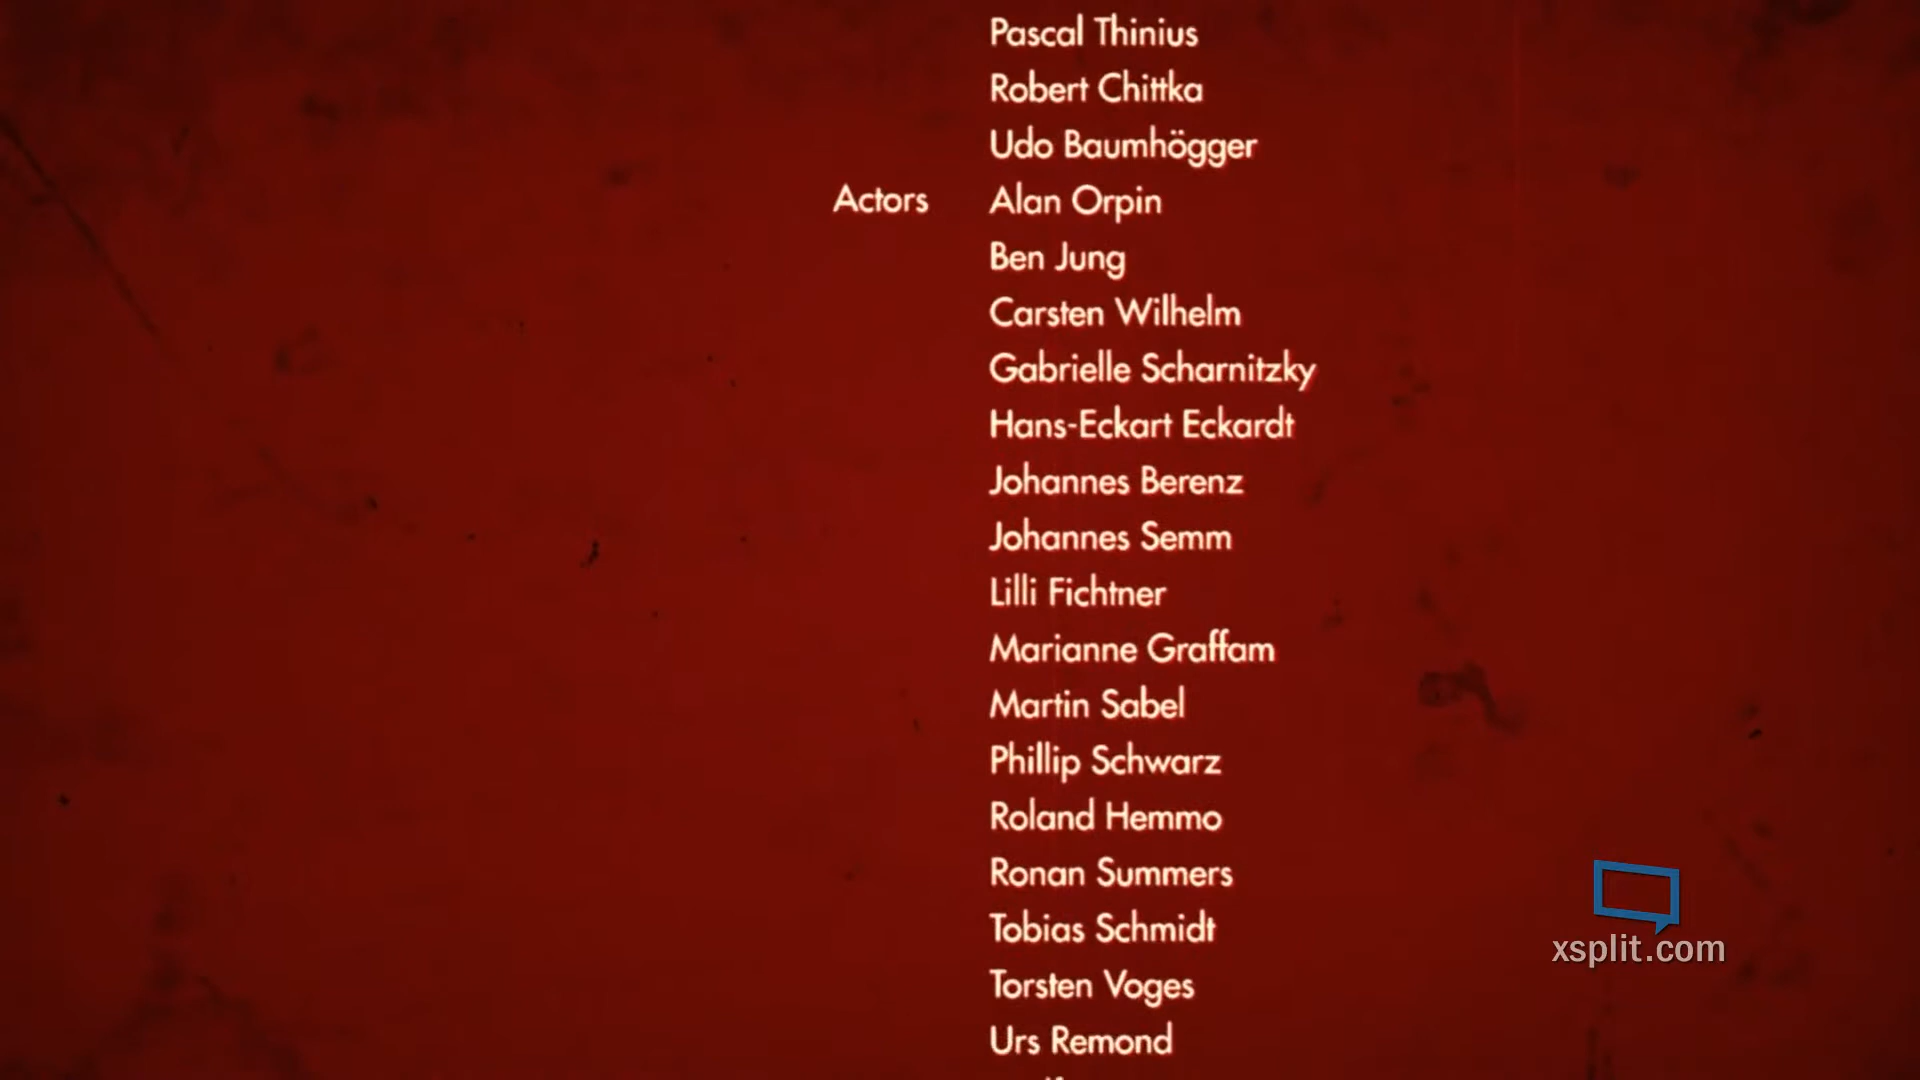 Pascal Thinius
Robert Chittka
Udo Baumhögger
Actors Alan Orpin
Ben Jung
Carsten Wilhelm
Gabrielle Scharnitzky
Hans-Eckart Eckardt
Johannes Berenz
Johannes Semm
Lilli Fichtner
Marianne Graffam
Martin Sabel
Phillip Schwarz
Roland Hemmo
Ronan Summers
Tobias Schmidt
Torsten Voges
Urs Remond
xsplit.com